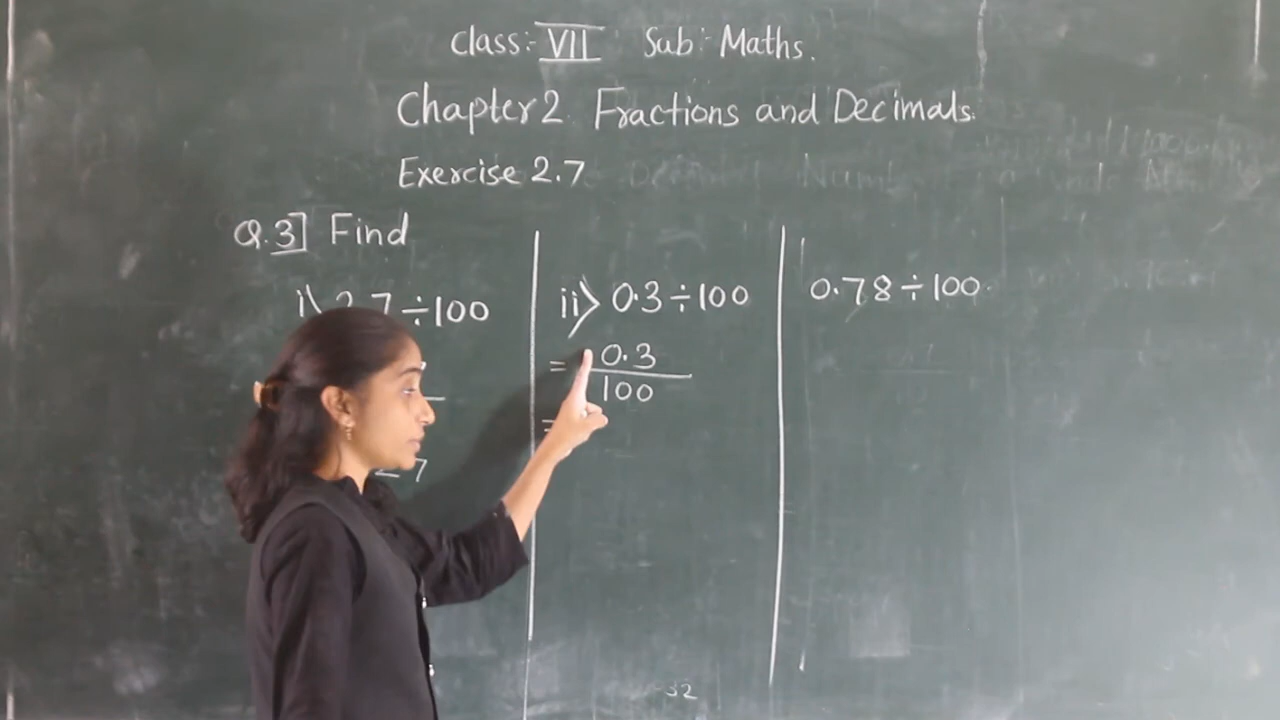 Class:- VII Sub:- Maths.
Chapter 2 Fractions and Decimals.
Exercise 2.7
Q.3] Find
i) 2.7÷100
ii) 0.3÷100
= 0.3
100
=
0.78÷100.